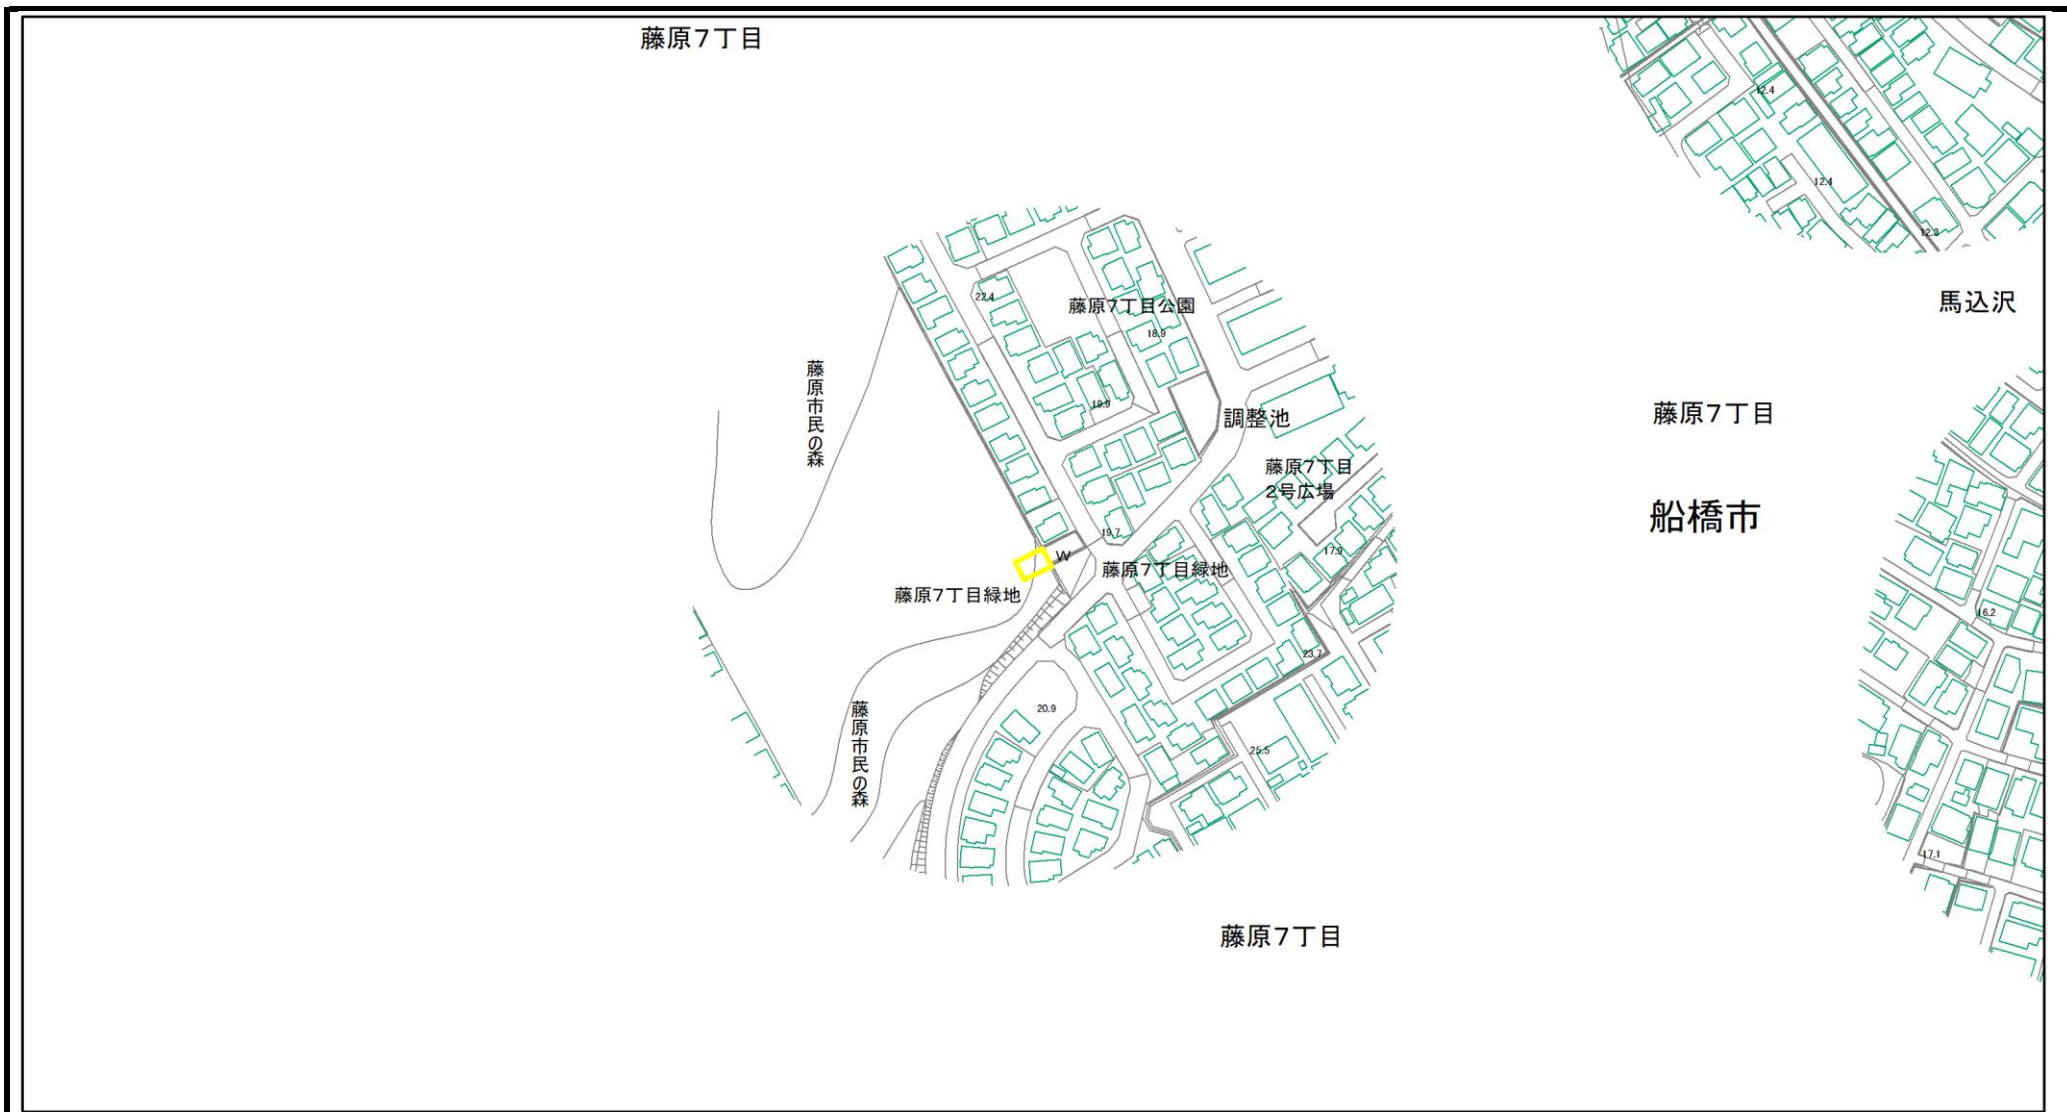 藤原7丁目
12.4
12.4
12.3
馬込沢
22.4
藤原7丁目公園
18.9
藤原市民の森
19.9
調整池
藤原7丁目
藤原7丁目
2号広場
船橋市
19.7
17.9
W
藤原7丁目緑地
藤原7丁目緑地
16.2
23.7
藤原市民の森
20.9
25.5
17.1
藤原7丁目